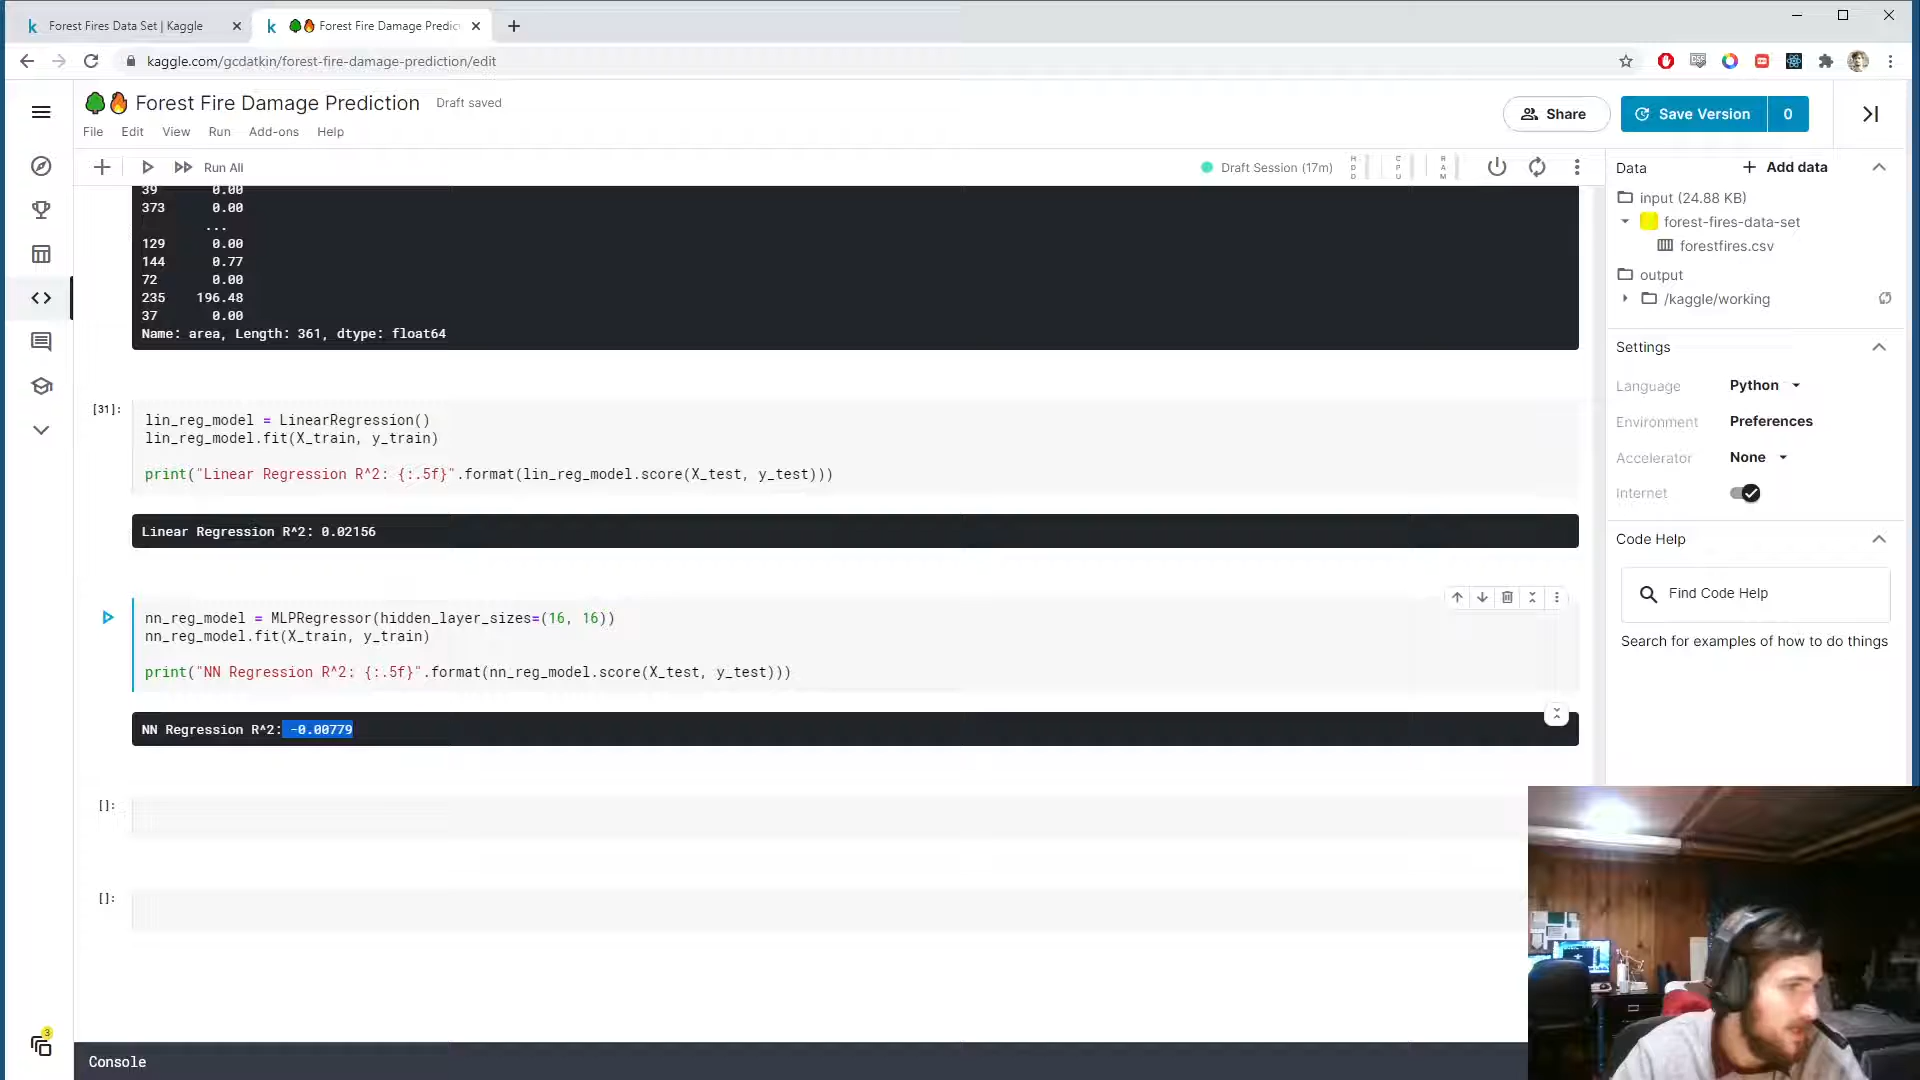 Forest Fires Data Set | Kaggle
Forest Fire Damage Predic
kaggle.com/gcdatkin/forest-fire-damage-prediction/edit
Forest Fire Damage Prediction
Draft saved
File Edit View Run Add-ons Help
Share
Save Version 0
Run All
Draft Session (17m)
HDD
CPU
RAM
39 0.00
373 0.00
...
129 0.00
144 0.77
72 0.00
235 196.48
37 0.00
Name: area, Length: 361, dtype: float64
[31]:
lin_reg_model = LinearRegression()
lin_reg_model.fit(X_train, y_train)
print("Linear Regression R^2: {:.5f}".format(lin_reg_model.score(X_test, y_test)))
Linear Regression R^2: 0.02156
nn_reg_model = MLPRegressor(hidden_layer_sizes=(16, 16))
nn_reg_model.fit(X_train, y_train)
print("NN Regression R^2: {:.5f}".format(nn_reg_model.score(X_test, y_test)))
NN Regression R^2: -0.00779
[]:
[]:
Console
3
Data
Add data
input (24.88 KB)
forest-fires-data-set
forestfires.csv
output
/kaggle/working
Settings
Language Python
Environment Preferences
Accelerator None
Internet
Code Help
Find Code Help
Search for examples of how to do things